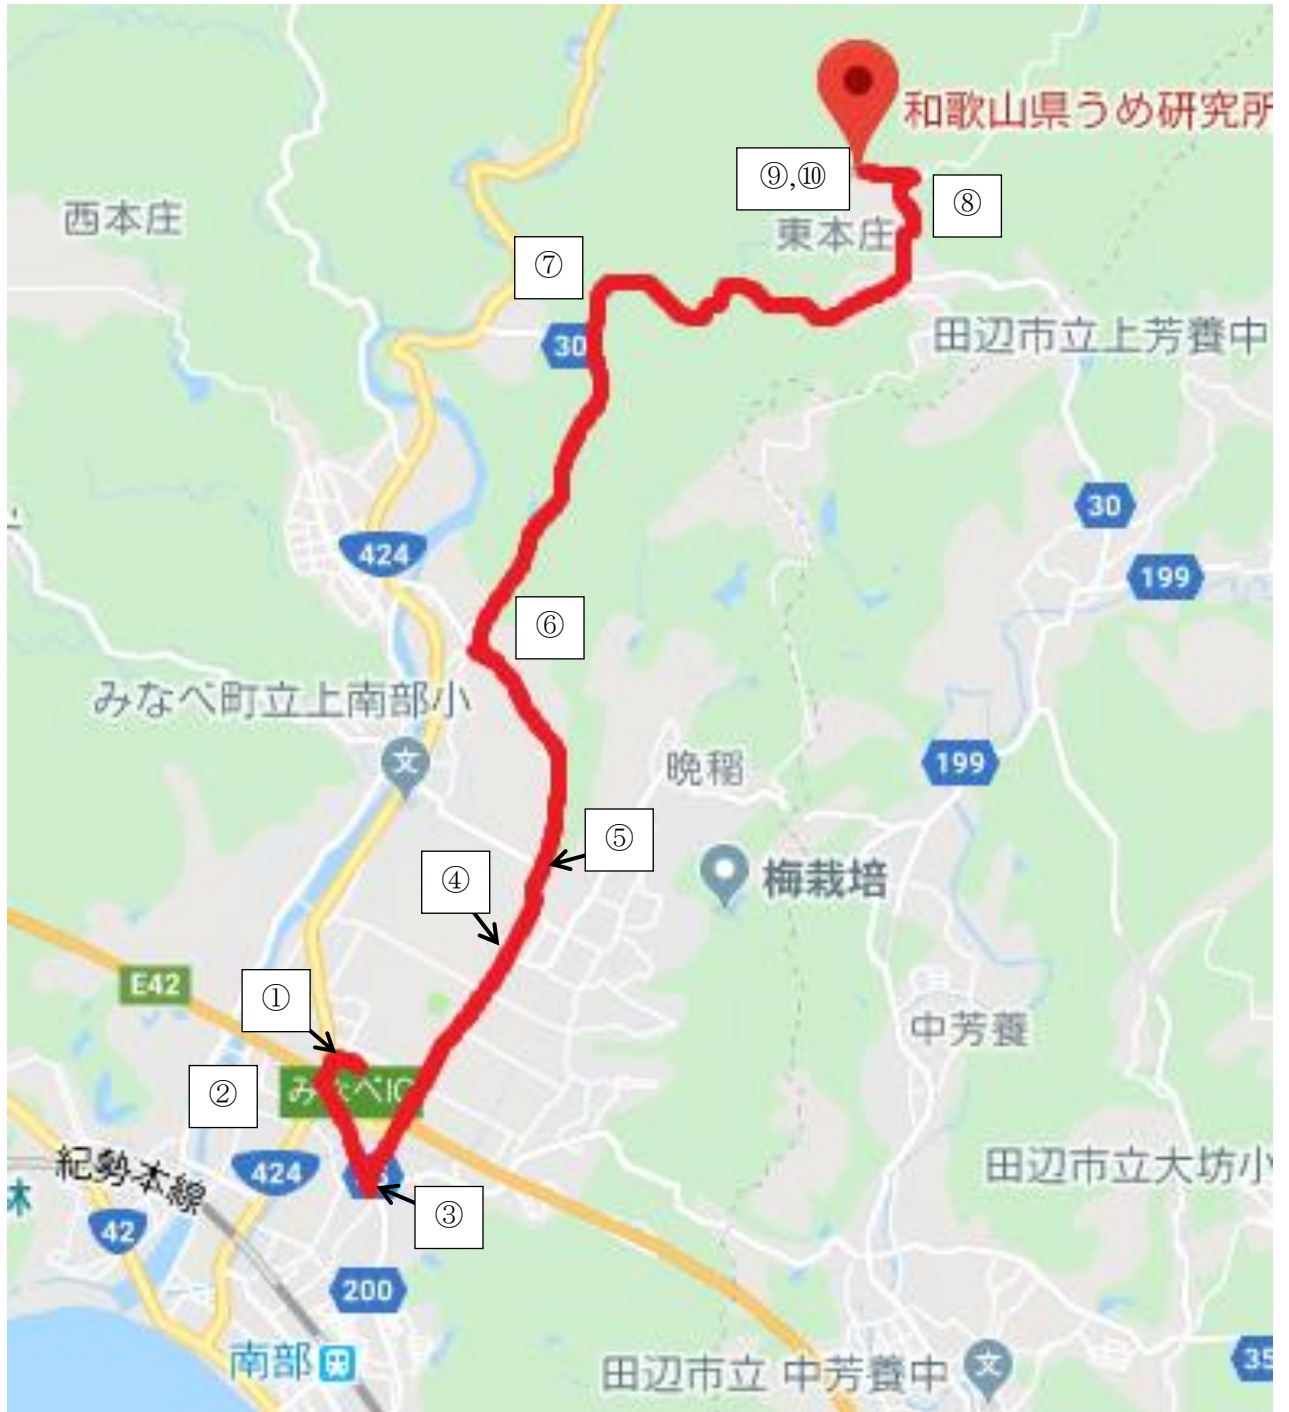 和歌山県うめ研究所
⑨,⑩
⑧
西本庄
東本庄
⑦
30
田辺市立上芳養中
30
424
199
⑥
みなべ町立上南部小
文
199
晩稲
⑤
④
梅栽培
E42
①
中芳養
みなべIC
②
424
紀勢本線
田辺市立大坊小
林
③
42
200
南部
35
田辺市立 中芳養中
文